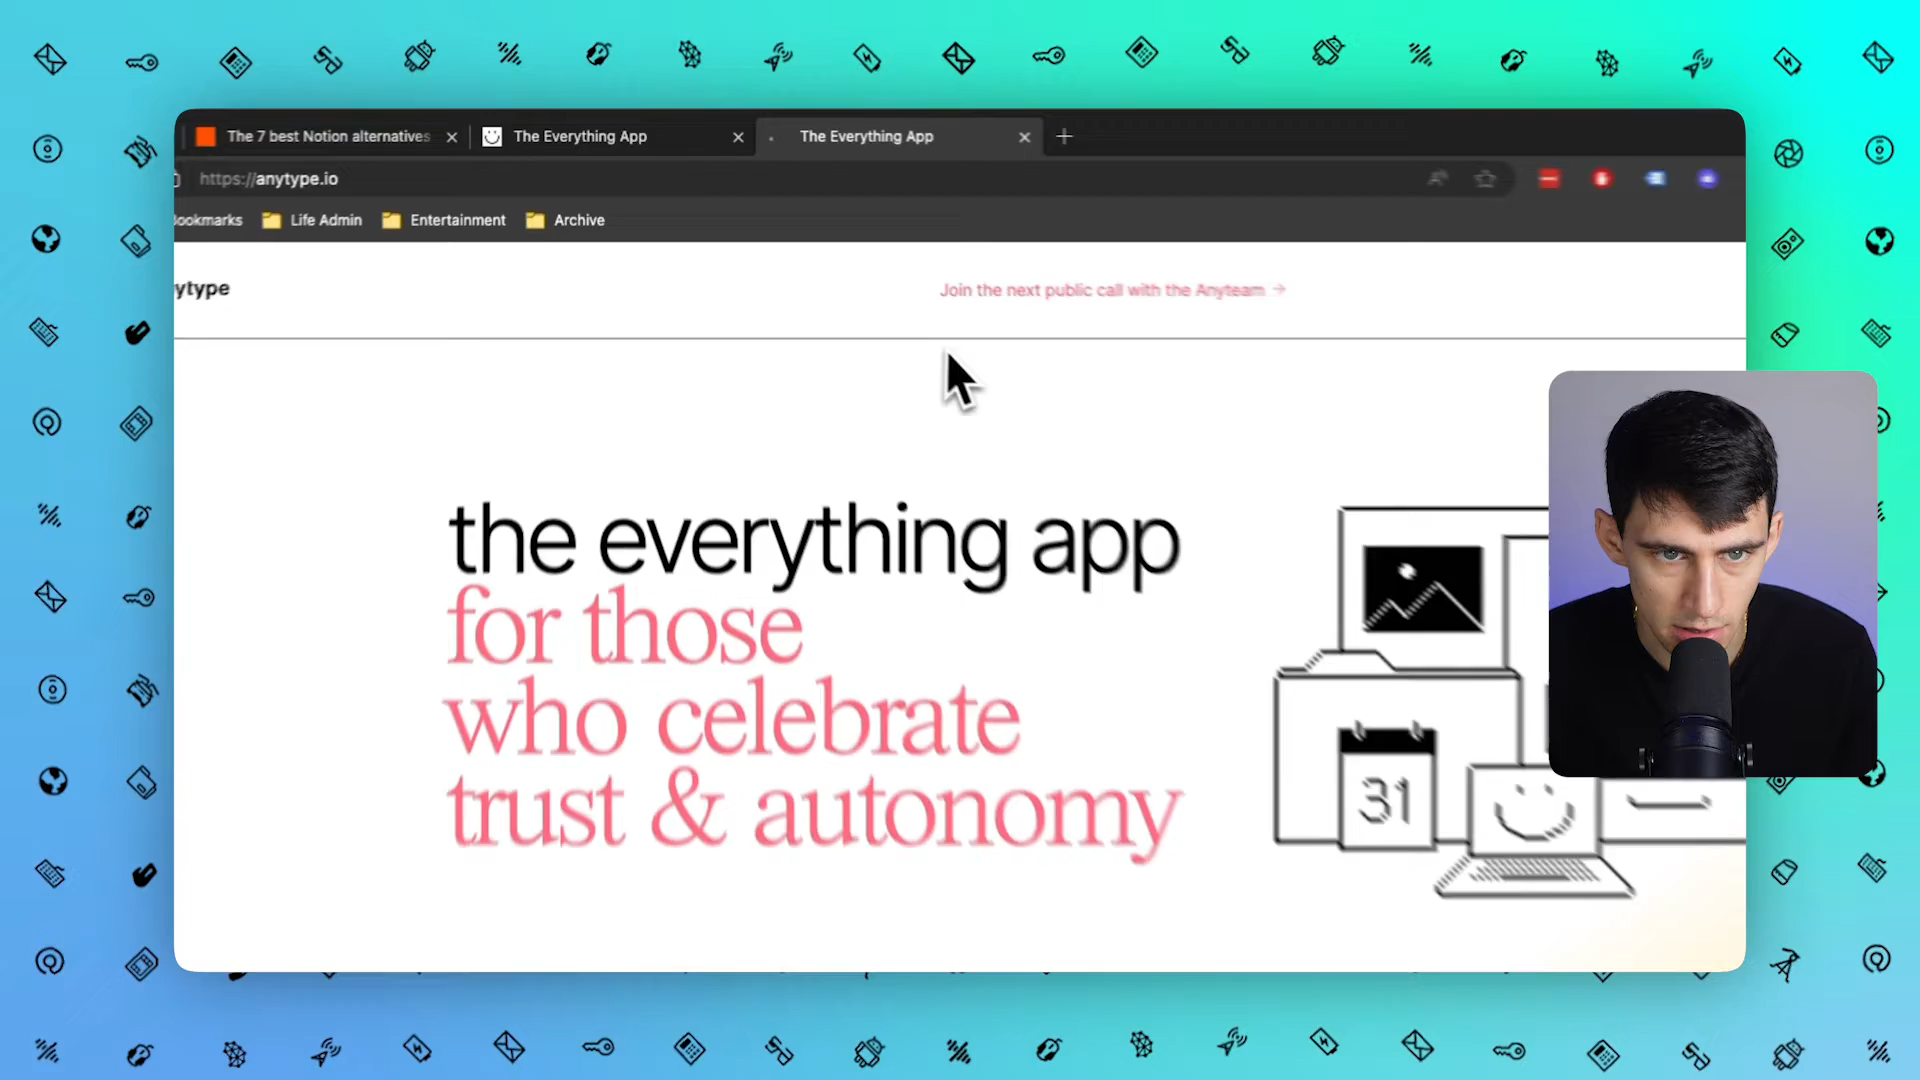 The 7 best Notion alternatives
The Everything App
The Everything App
https://anytype.io
Bookmarks
Life Admin
Entertainment
Archive
ytype
Join the next public call with the Anyteam →
the everything app
for those
who celebrate
trust & autonomy
31